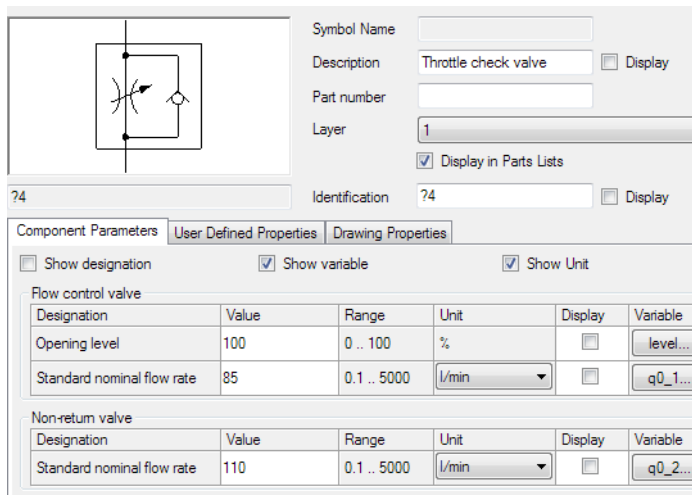 Symbol Name
Description Throttle check valve Display
Part number
Layer 1
Display in Parts Lists
?4 Identification ?4 Display
Component Parameters User Defined Properties Drawing Properties
Show designation Show variable Show Unit
Flow control valve
Designation Value Range Unit Display Variable
Opening level 100 0 .. 100 % level...
Standard nominal flow rate 85 0.1 .. 5000 l/min q0_1...
Non-return valve
Designation Value Range Unit Display Variable
Standard nominal flow rate 110 0.1 .. 5000 l/min q0_2...